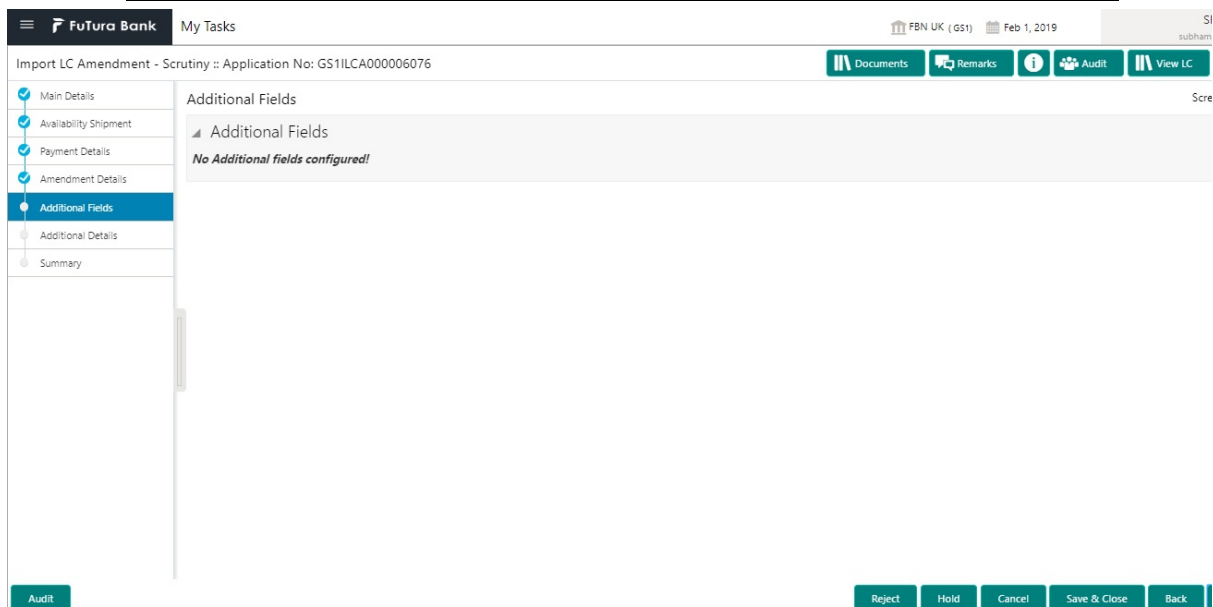 FuTura Bank
My Tasks
FBN UK (GS1)
Feb 1, 2019
subham
Import LC Amendment - Scrutiny :: Application No: GS1ILCA000006076
Documents
Remarks
i
Audit
View LC
Main Details
Availability Shipment
Payment Details
Amendment Details
Additional Fields
Additional Details
Summary
Additional Fields
Scre
Additional Fields
No Additional fields configured!
Audit
Reject
Hold
Cancel
Save & Close
Back